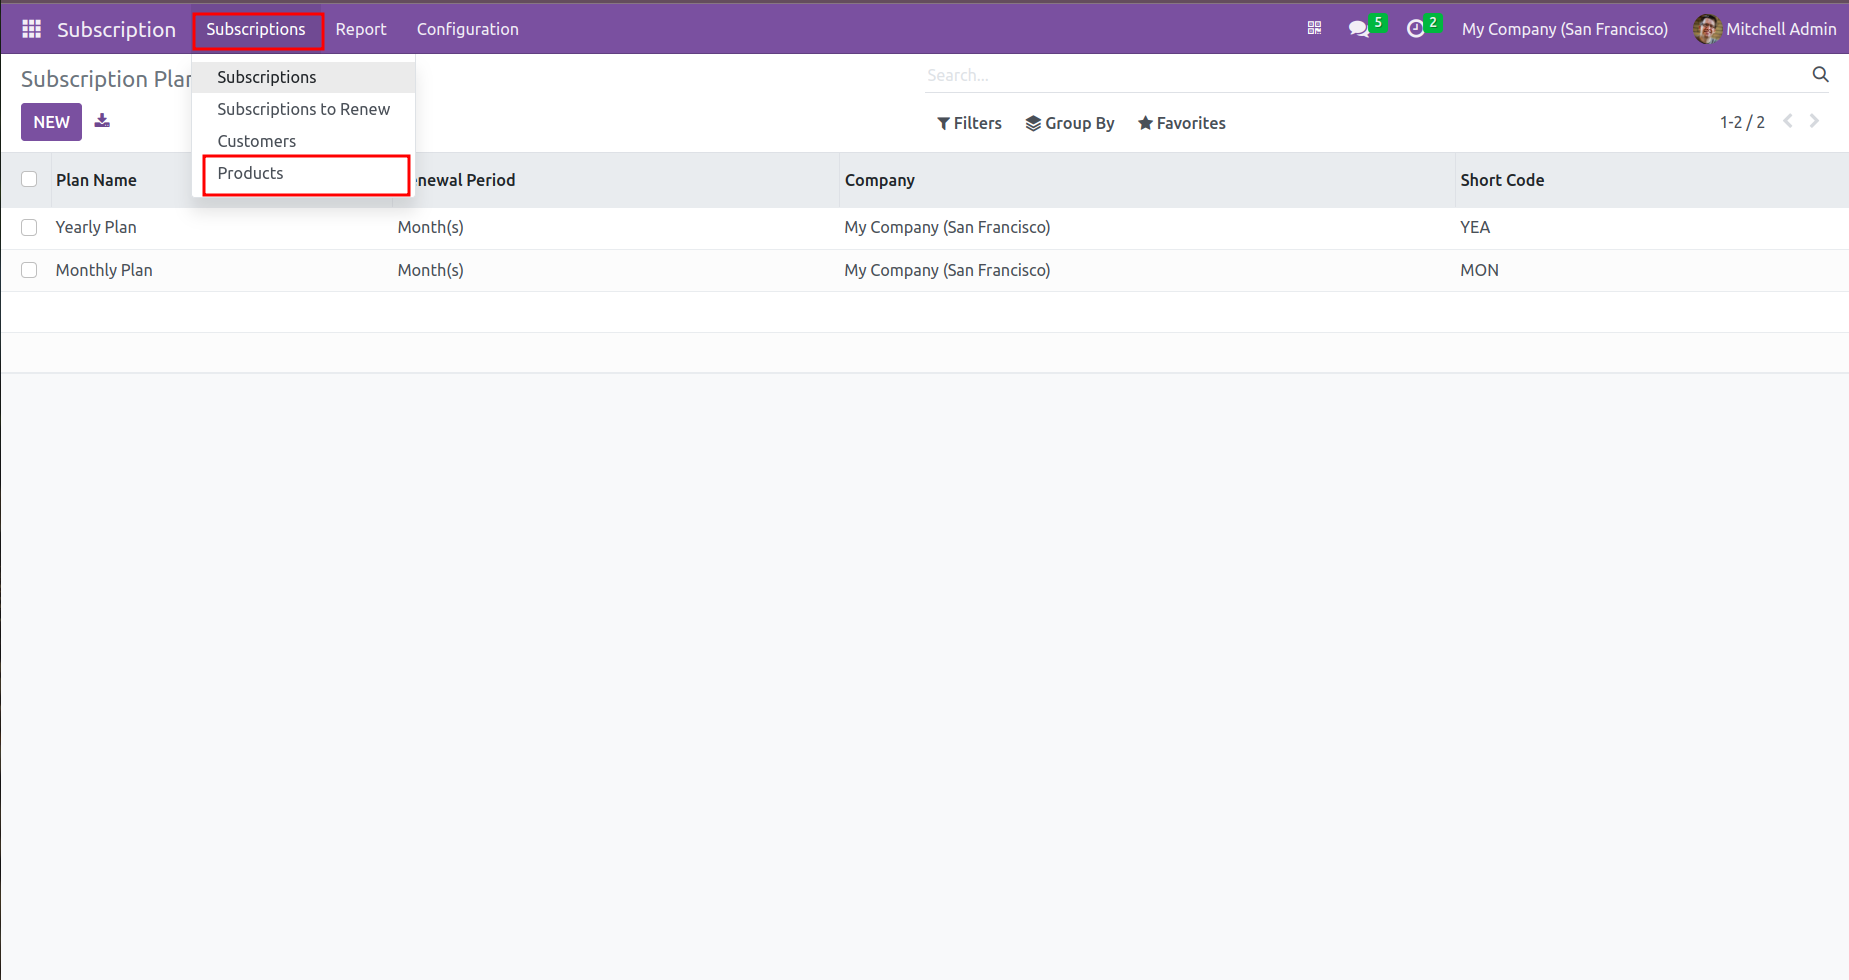 Subscription Subscriptions Report Configuration 5 2 My Company (San Francisco) Mitchell Admin
Subscription Plan
Search...
NEW
Subscriptions
Subscriptions to Renew
Customers
Products
Filters Group By Favorites 1-2 / 2
Plan Name enewal Period Company Short Code
Yearly Plan Month(s) My Company (San Francisco) YEA
Monthly Plan Month(s) My Company (San Francisco) MON